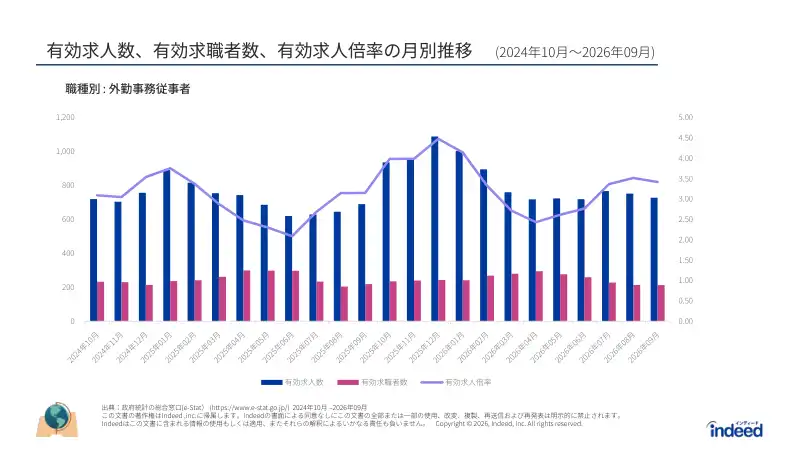 有効求人数、有効求職者数、有効求人倍率の月別推移 (2024年10月～2026年09月)
職種別 : 外勤事務従事者
1,200
1,000
800
600
400
200
0
5.00
4.50
4.00
3.50
3.00
2.50
2.00
1.50
1.00
0.50
0.00
2024年10月
2024年11月
2024年12月
2025年01月
2025年02月
2025年03月
2025年04月
2025年05月
2025年06月
2025年07月
2025年08月
2025年09月
2025年10月
2025年11月
2025年12月
2026年01月
2026年02月
2026年03月
2026年04月
2026年05月
2026年06月
2026年07月
2026年08月
2026年09月
有効求人数 有効求職者数 有効求人倍率
出典：政府統計の総合窓口(e-Stat） (https://www.e-stat.go.jp/) 2024年10月 –2026年09月
この文書の著作権はIndeed ,Inc.に帰属します。Indeedの書面による同意なしにこの文書の全部または一部の使用、改変、複製、再送信および再発表は明示的に禁止されます。
Indeedはこの文書に含まれる情報の使用もしくは適用、またそれらの解釈によるいかなる責任も負いません。 Copyright © 2026, Indeed, Inc. All rights reserved.
インディード
indeed